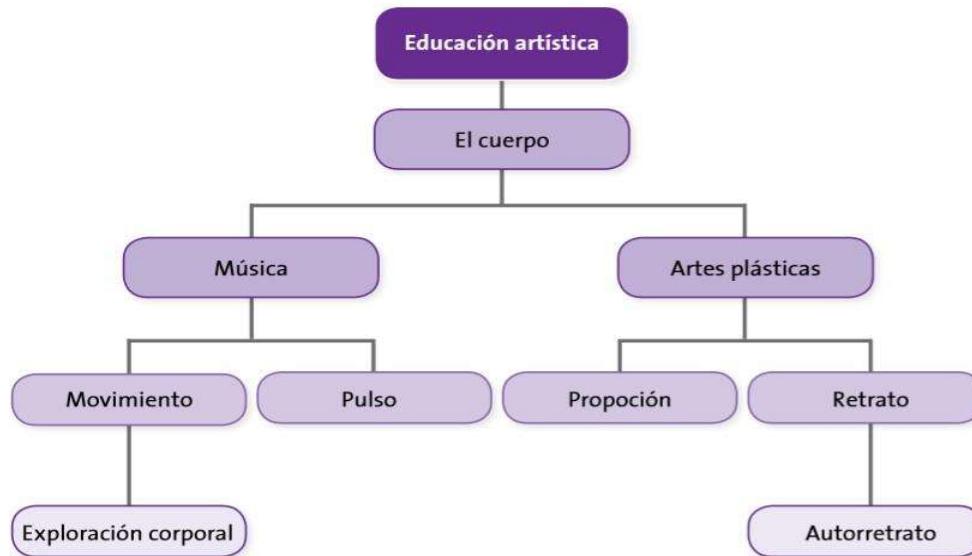 Educación artística
El cuerpo
Música
Artes plásticas
Movimiento
Pulso
Propoción
Retrato
Exploración corporal
Autorretrato